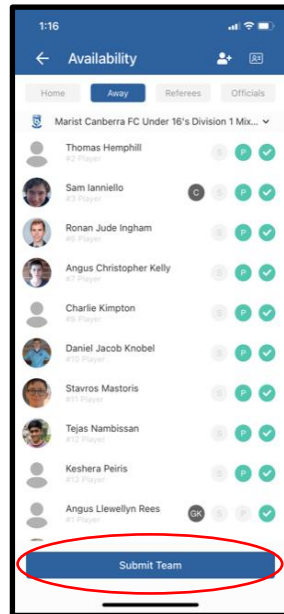 1:16
Availability
Home Away Referees Officials
Marist Canberra FC Under 16's Division 1 Mix...
Thomas Hemphill S P
#2 Player
Sam Ianniello C S P
#3 Player
Ronan Jude Ingham S P
#6 Player
Angus Christopher Kelly S P
#7 Player
Charlie Kimpton S P
#8 Player
Daniel Jacob Knobel S P
#10 Player
Stavros Mastoris S P
#11 Player
Tejas Nambissan S P
#12 Player
Keshera Peiris S P
#13 Player
Angus Llewellyn Rees GK S P
#1 Player
Submit Team